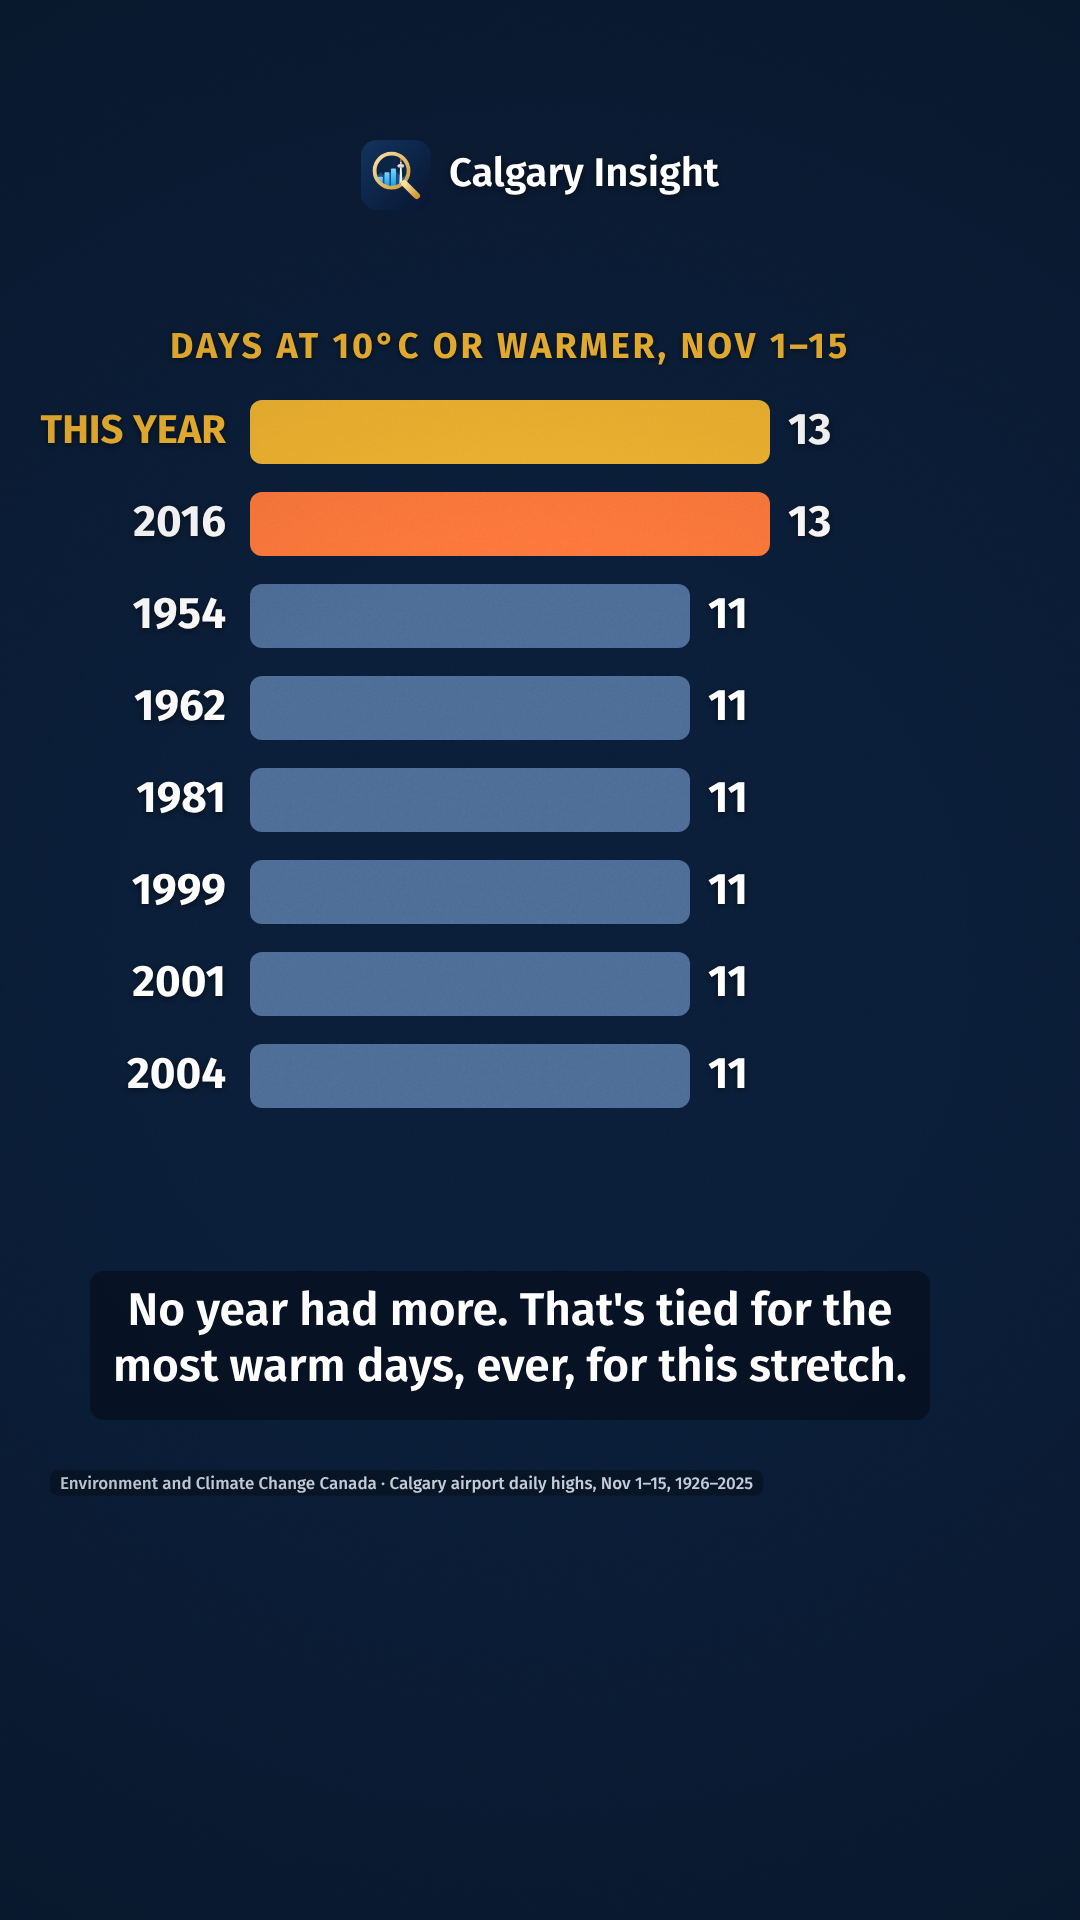 Calgary Insight
DAYS AT 10°C OR WARMER, NOV 1–15
THIS YEAR 13
2016 13
1954 11
1962 11
1981 11
1999 11
2001 11
2004 11
No year had more. That's tied for the
most warm days, ever, for this stretch.
Environment and Climate Change Canada · Calgary airport daily highs, Nov 1–15, 1926–2025